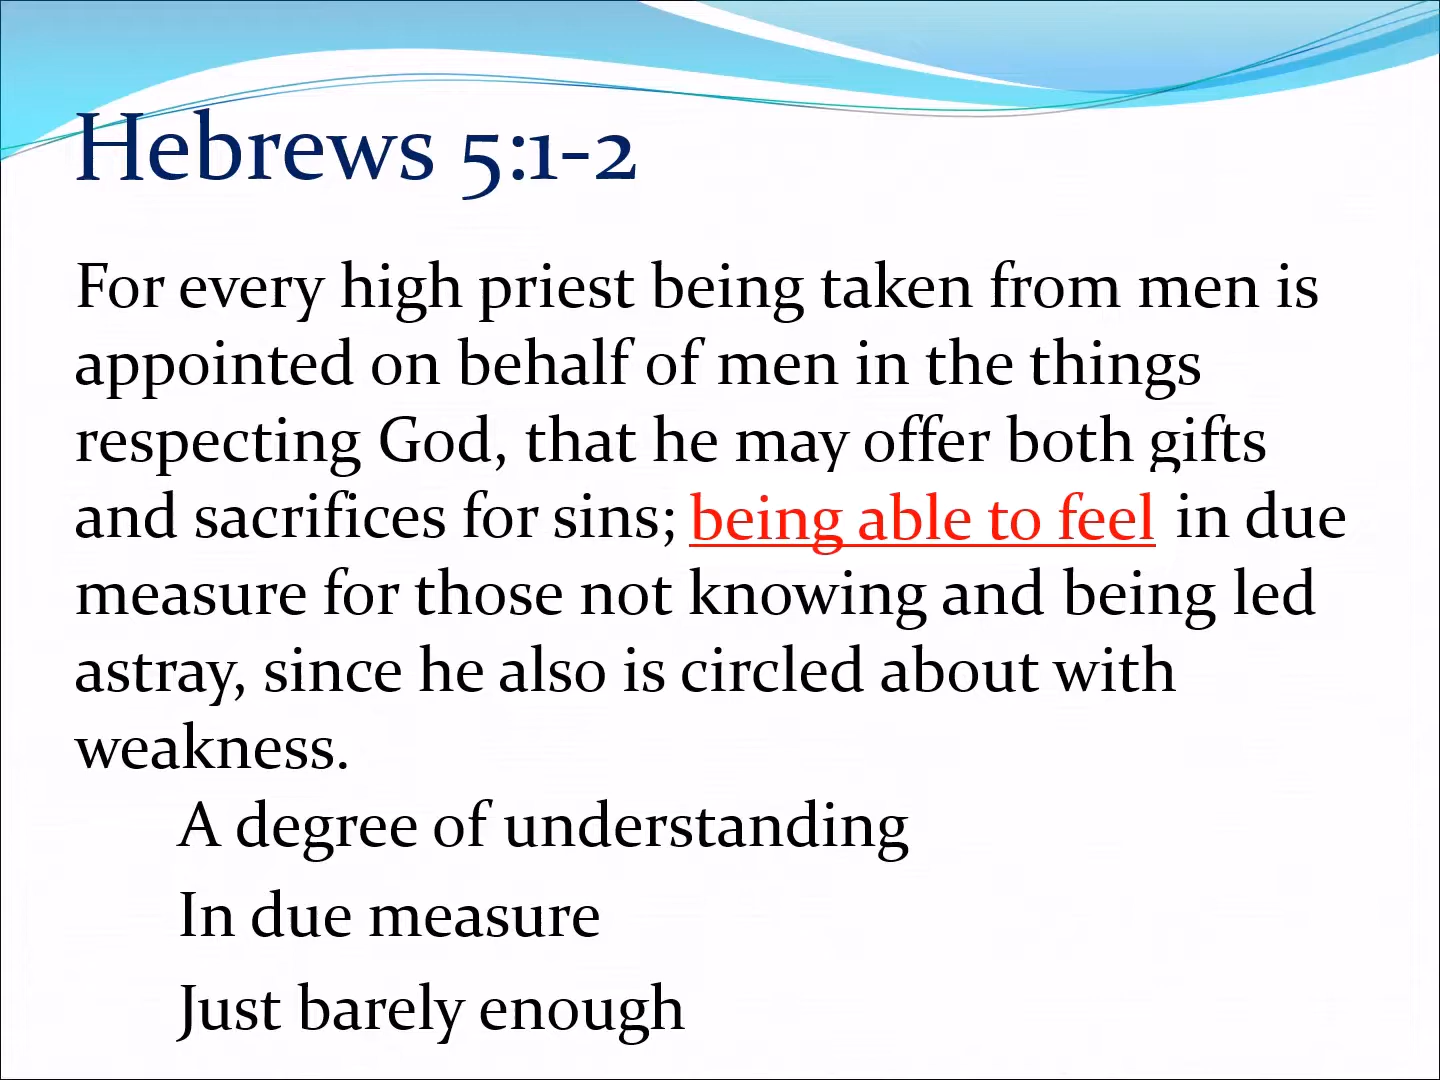 Hebrews 5:1-2
For every high priest being taken from men is
appointed on behalf of men in the things
respecting God, that he may offer both gifts
and sacrifices for sins; being able to feel in due
measure for those not knowing and being led
astray, since he also is circled about with
weakness.
A degree of understanding
In due measure
Just barely enough